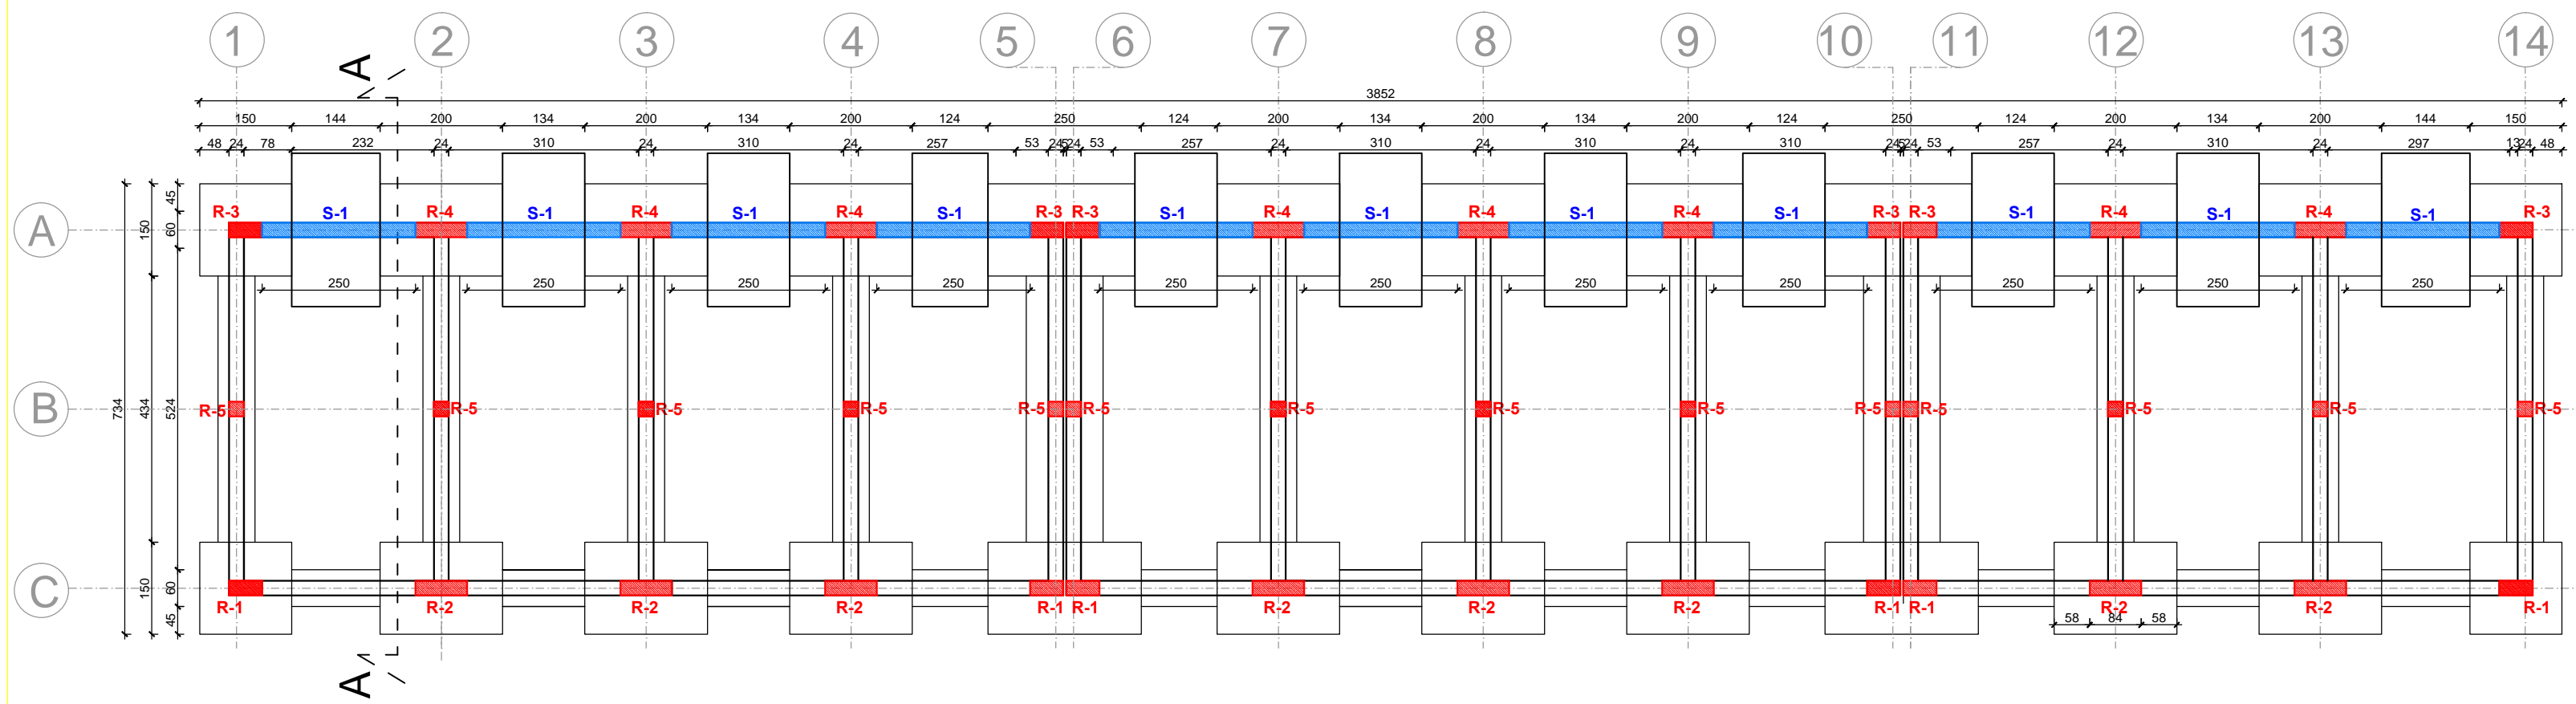 1 2 3 4 5 6 7 8 9 10 11 12 13 14
A
3852
150 144 200 134 200 134 200 124 250 124 200 134 200 134 200 124 250 124 200 134 200 144 150
48 24 78 232 24 310 24 310 24 257 53 24 5 24 53 257 24 310 24 310 24 310 24 5 24 53 257 24 310 24 297 13 24 48
45
R-3 S-1 R-4 S-1 R-4 S-1 R-4 S-1 R-3 R-3 S-1 R-4 S-1 R-4 S-1 R-4 S-1 R-3 R-3 S-1 R-4 S-1 R-4 S-1 R-3
A 150 60
250 250 250 250 250 250 250 250 250 250 250
B 734 434 524 R-5 R-5 R-5 R-5 R-5 R-5 R-5 R-5 R-5 R-5 R-5 R-5 R-5 R-5
C 150 60
R-1 R-2 R-2 R-2 R-1 R-1 R-2 R-2 R-2 R-1 R-1 R-2 R-2 R-1
45 58 84 58
A